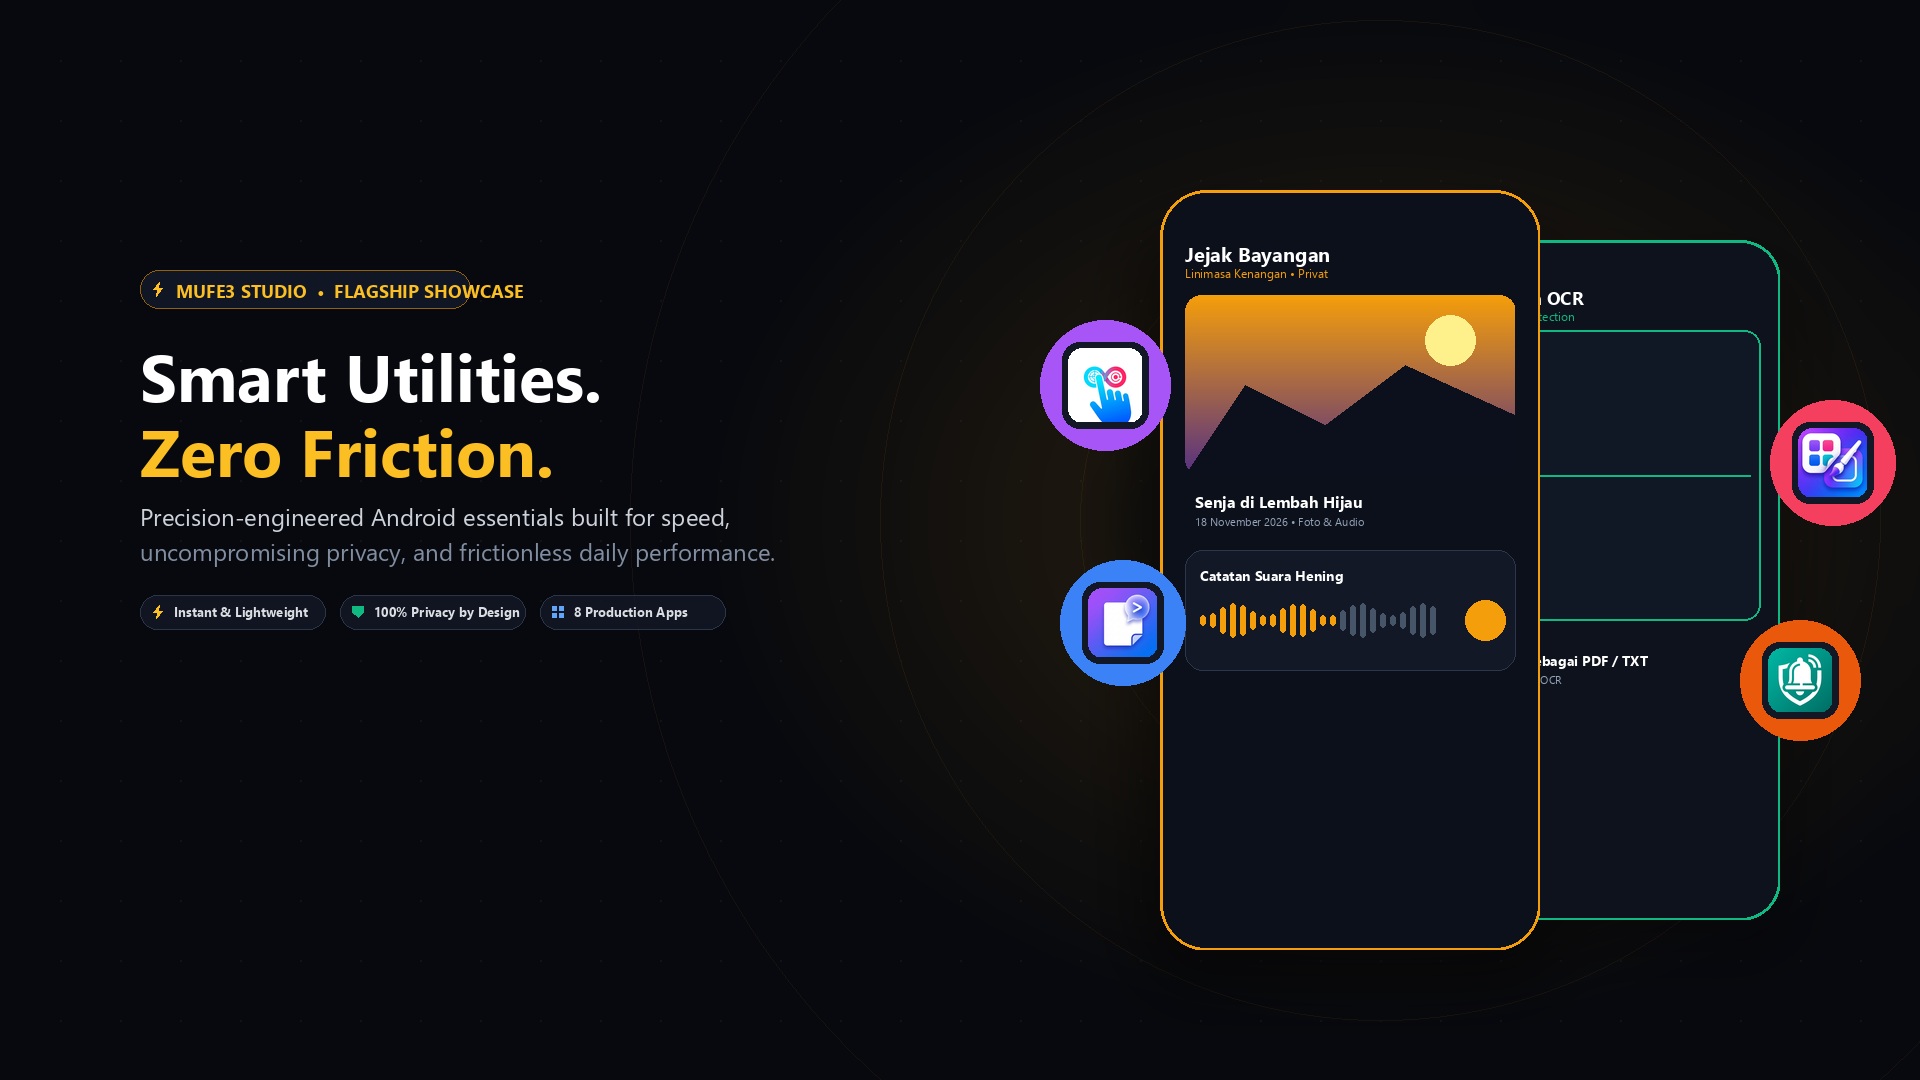 MUFE3 STUDIO • FLAGSHIP SHOWCASE
Smart Utilities.
Zero Friction.
Precision-engineered Android essentials built for speed,
uncompromising privacy, and frictionless daily performance.
Instant & Lightweight
100% Privacy by Design
8 Production Apps
Jejak Bayangan
Linimasa Kenangan • Privat
Senja di Lembah Hijau
18 November 2026 • Foto & Audio
Catatan Suara Hening
OCR
PDF / TXT
OCR